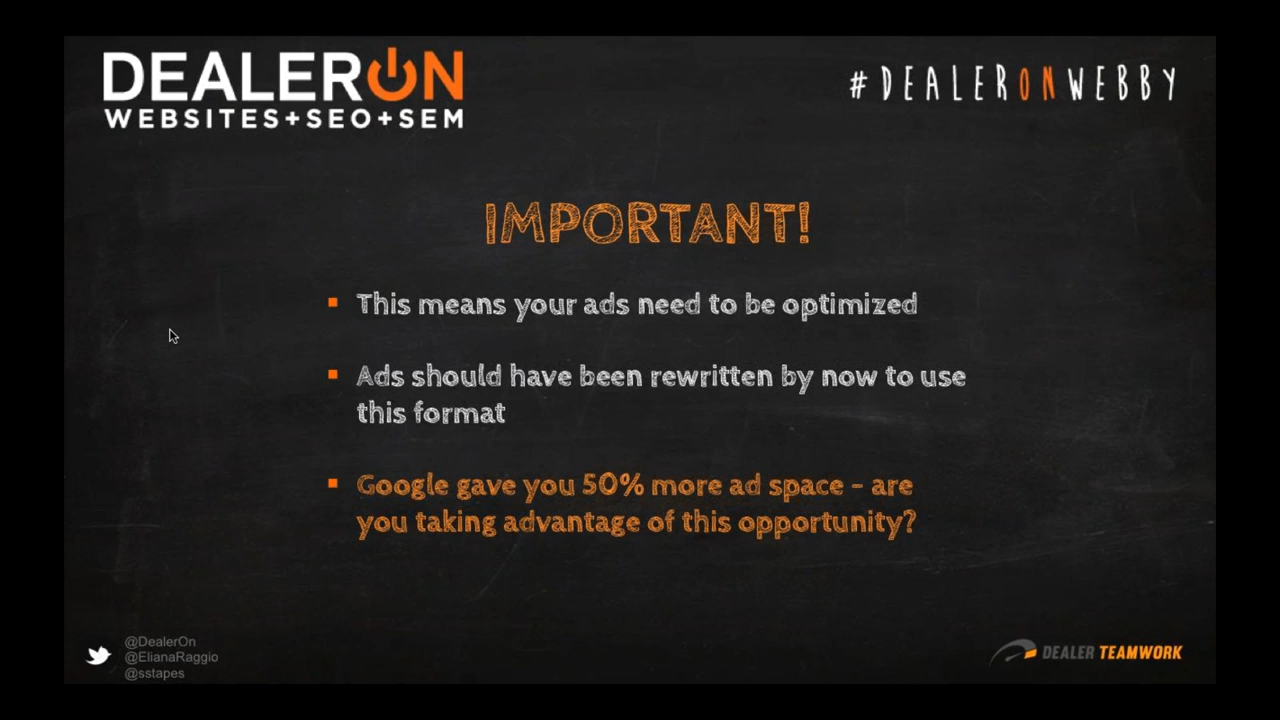 DEALERON
WEBSITES+SEO+SEM
#DEALERONWEBBY
IMPORTANT!
▪ This means your ads need to be optimized
▪ Ads should have been rewritten by now to use
this format
▪ Google gave you 50% more ad space - are
you taking advantage of this opportunity?
@DealerOn
@ElianaRaggio
@sstapes
DEALER TEAMWORK